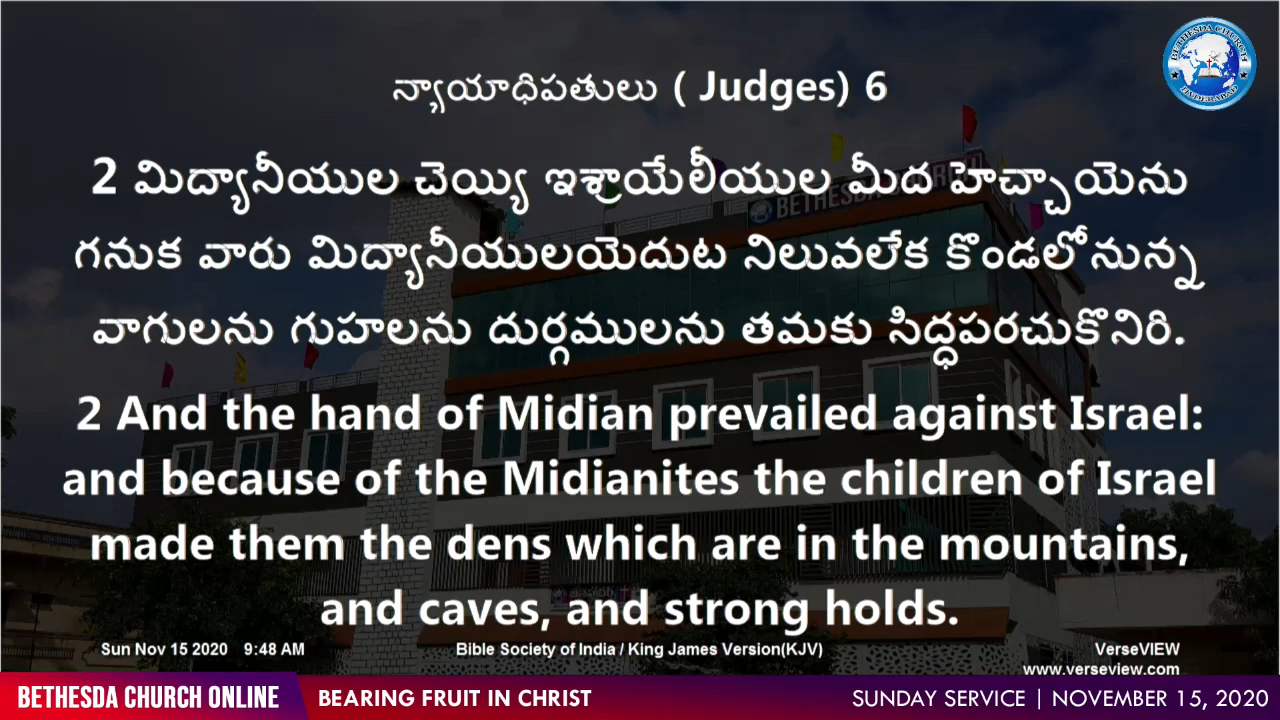 BETHESDA CHURCH
HYDERABAD
న్యాయాధిపతులు ( Judges) 6
2 మిద్యానీయుల చెయ్యి ఇశ్రాయేలీయుల మీద హెచ్చాయెను
గనుక వారు మిద్యానీయులయెదుట నిలువలేక కొండలోనున్న
వాగులను గుహలను దుర్గములను తమకు సిద్ధపరచుకొనిరి.
2 And the hand of Midian prevailed against Israel:
and because of the Midianites the children of Israel
made them the dens which are in the mountains,
and caves, and strong holds.
Sun Nov 15 2020 9:48 AM
Bible Society of India / King James Version(KJV)
VerseVIEW
www.verseview.com
BETHESDA CHURCH ONLINE
BEARING FRUIT IN CHRIST
SUNDAY SERVICE | NOVEMBER 15, 2020